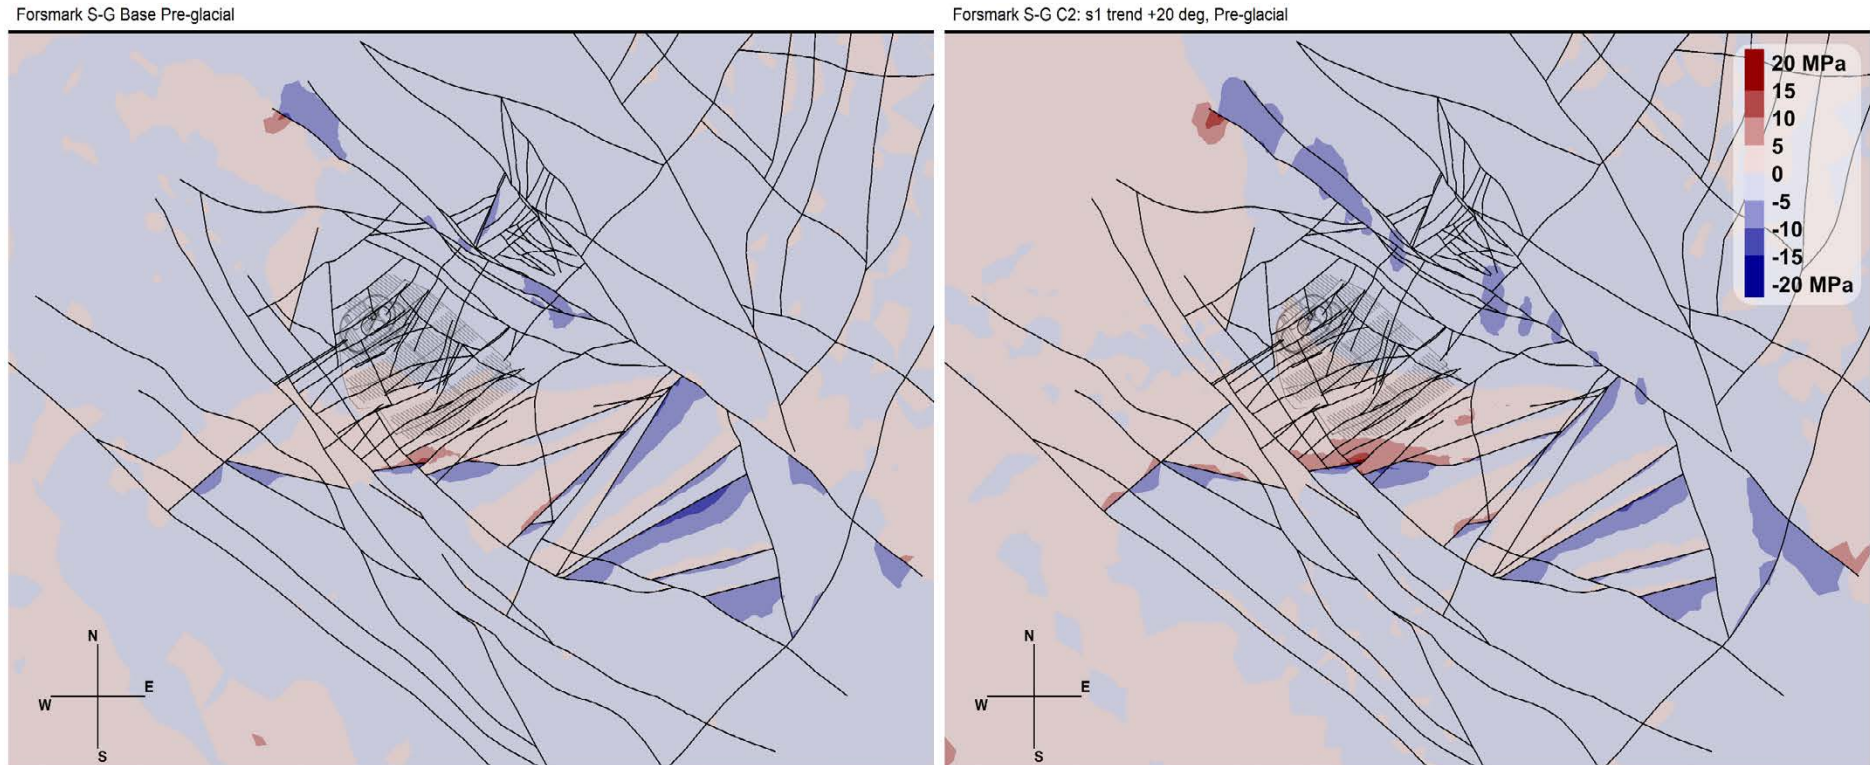 Forsmark S-G Base Pre-glacial
Forsmark S-G C2: s1 trend +20 deg, Pre-glacial
20 MPa
15
10
5
0
-5
-10
-15
-20 MPa
N
W
E
S
N
W
E
S